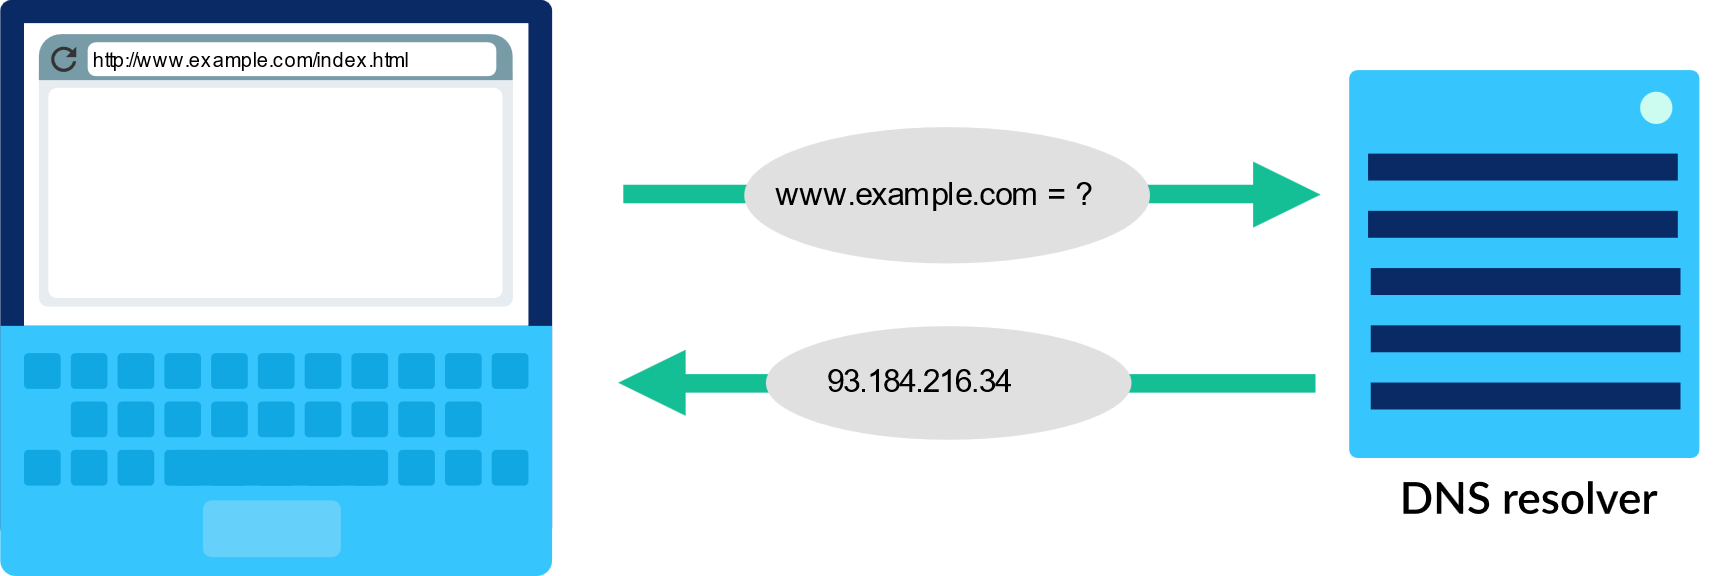 http://www.example.com/index.html
www.example.com = ?
93.184.216.34
DNS resolver